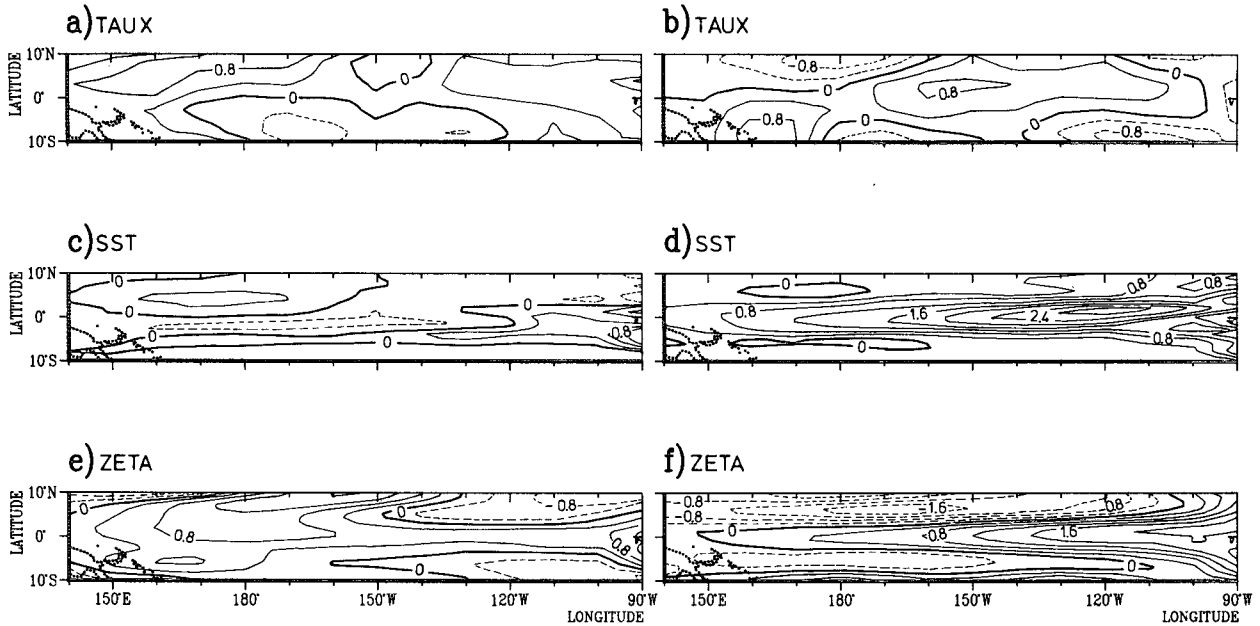 a) TAUX
b) TAUX
LATITUDE
10°N
0°
10°S
0.8
0
0
0.8
0
0.8
0.8
0
0
0.8
c) SST
d) SST
LATITUDE
10°N
0°
10°S
0
0
0
0
0
0.8
0
0.8
0.8
0.8
1.6
2.4
0.8
0
e) ZETA
f) ZETA
LATITUDE
10°N
0°
10°S
0
0.8
0
0.8
0.8
0
0.8
0.8
1.6
0.8
0
0.8
1.6
0
150°E
180°
150°W
120°W
90°W
LONGITUDE
150°E
180°
150°W
120°W
90°W
LONGITUDE